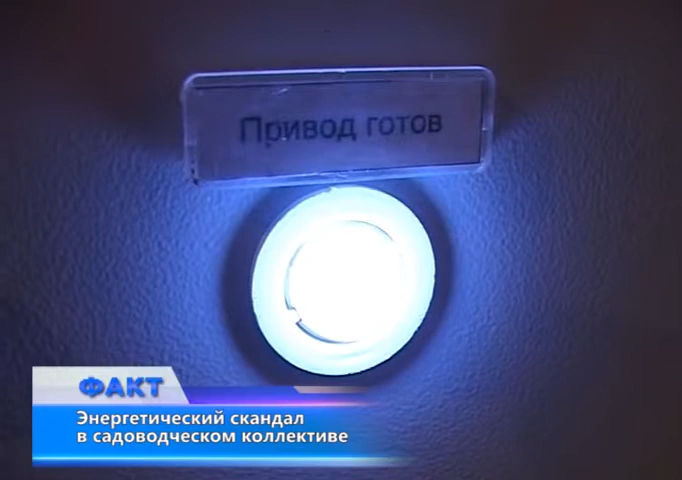 Привод готов
ФАКТ
Энергетический скандал
в садоводческом коллективе